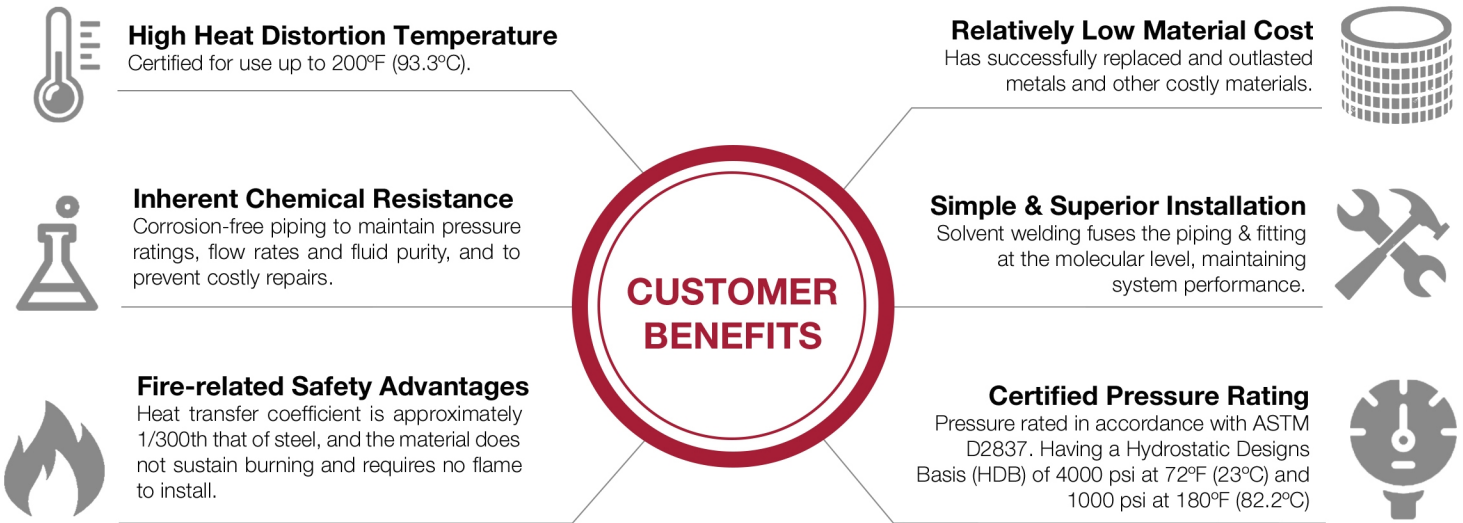 High Heat Distortion Temperature
Certified for use up to 200ºF (93.3ºC).
Inherent Chemical Resistance
Corrosion-free piping to maintain pressure
ratings, flow rates and fluid purity, and to
prevent costly repairs.
Fire-related Safety Advantages
Heat transfer coefficient is approximately
1/300th that of steel, and the material does
not sustain burning and requires no flame
to install.
CUSTOMER
BENEFITS
Relatively Low Material Cost
Has successfully replaced and outlasted
metals and other costly materials.
Simple & Superior Installation
Solvent welding fuses the piping & fitting
at the molecular level, maintaining
system performance.
Certified Pressure Rating
Pressure rated in accordance with ASTM
D2837. Having a Hydrostatic Designs
Basis (HDB) of 4000 psi at 72ºF (23ºC) and
1000 psi at 180ºF (82.2ºC)